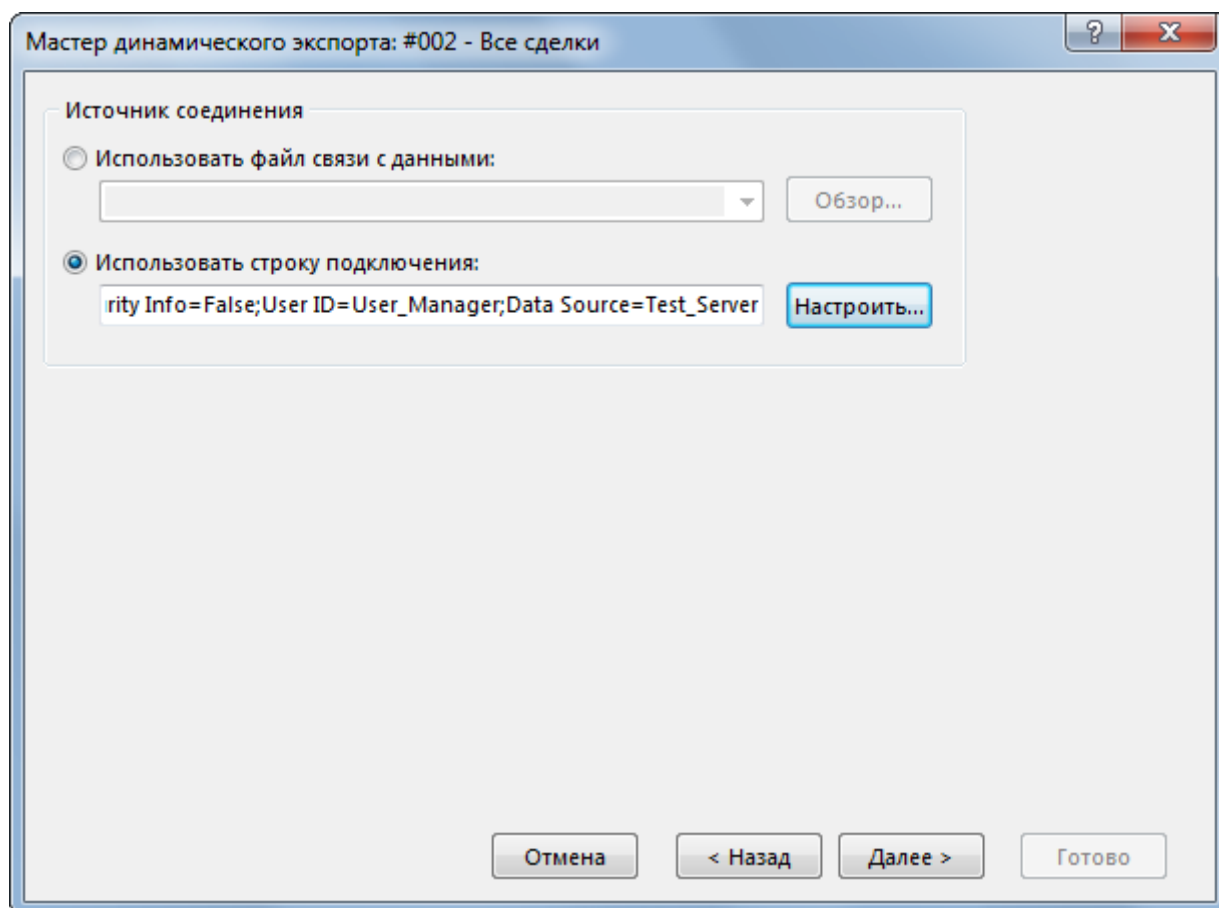 Мастер динамического экспорта: #002 - Все сделки
Источник соединения
Использовать файл связи с данными:
Обзор...
Использовать строку подключения:
rity Info=False;User ID=User_Manager;Data Source=Test_Server
Настроить...
Отмена
< Назад
Далее >
Готово